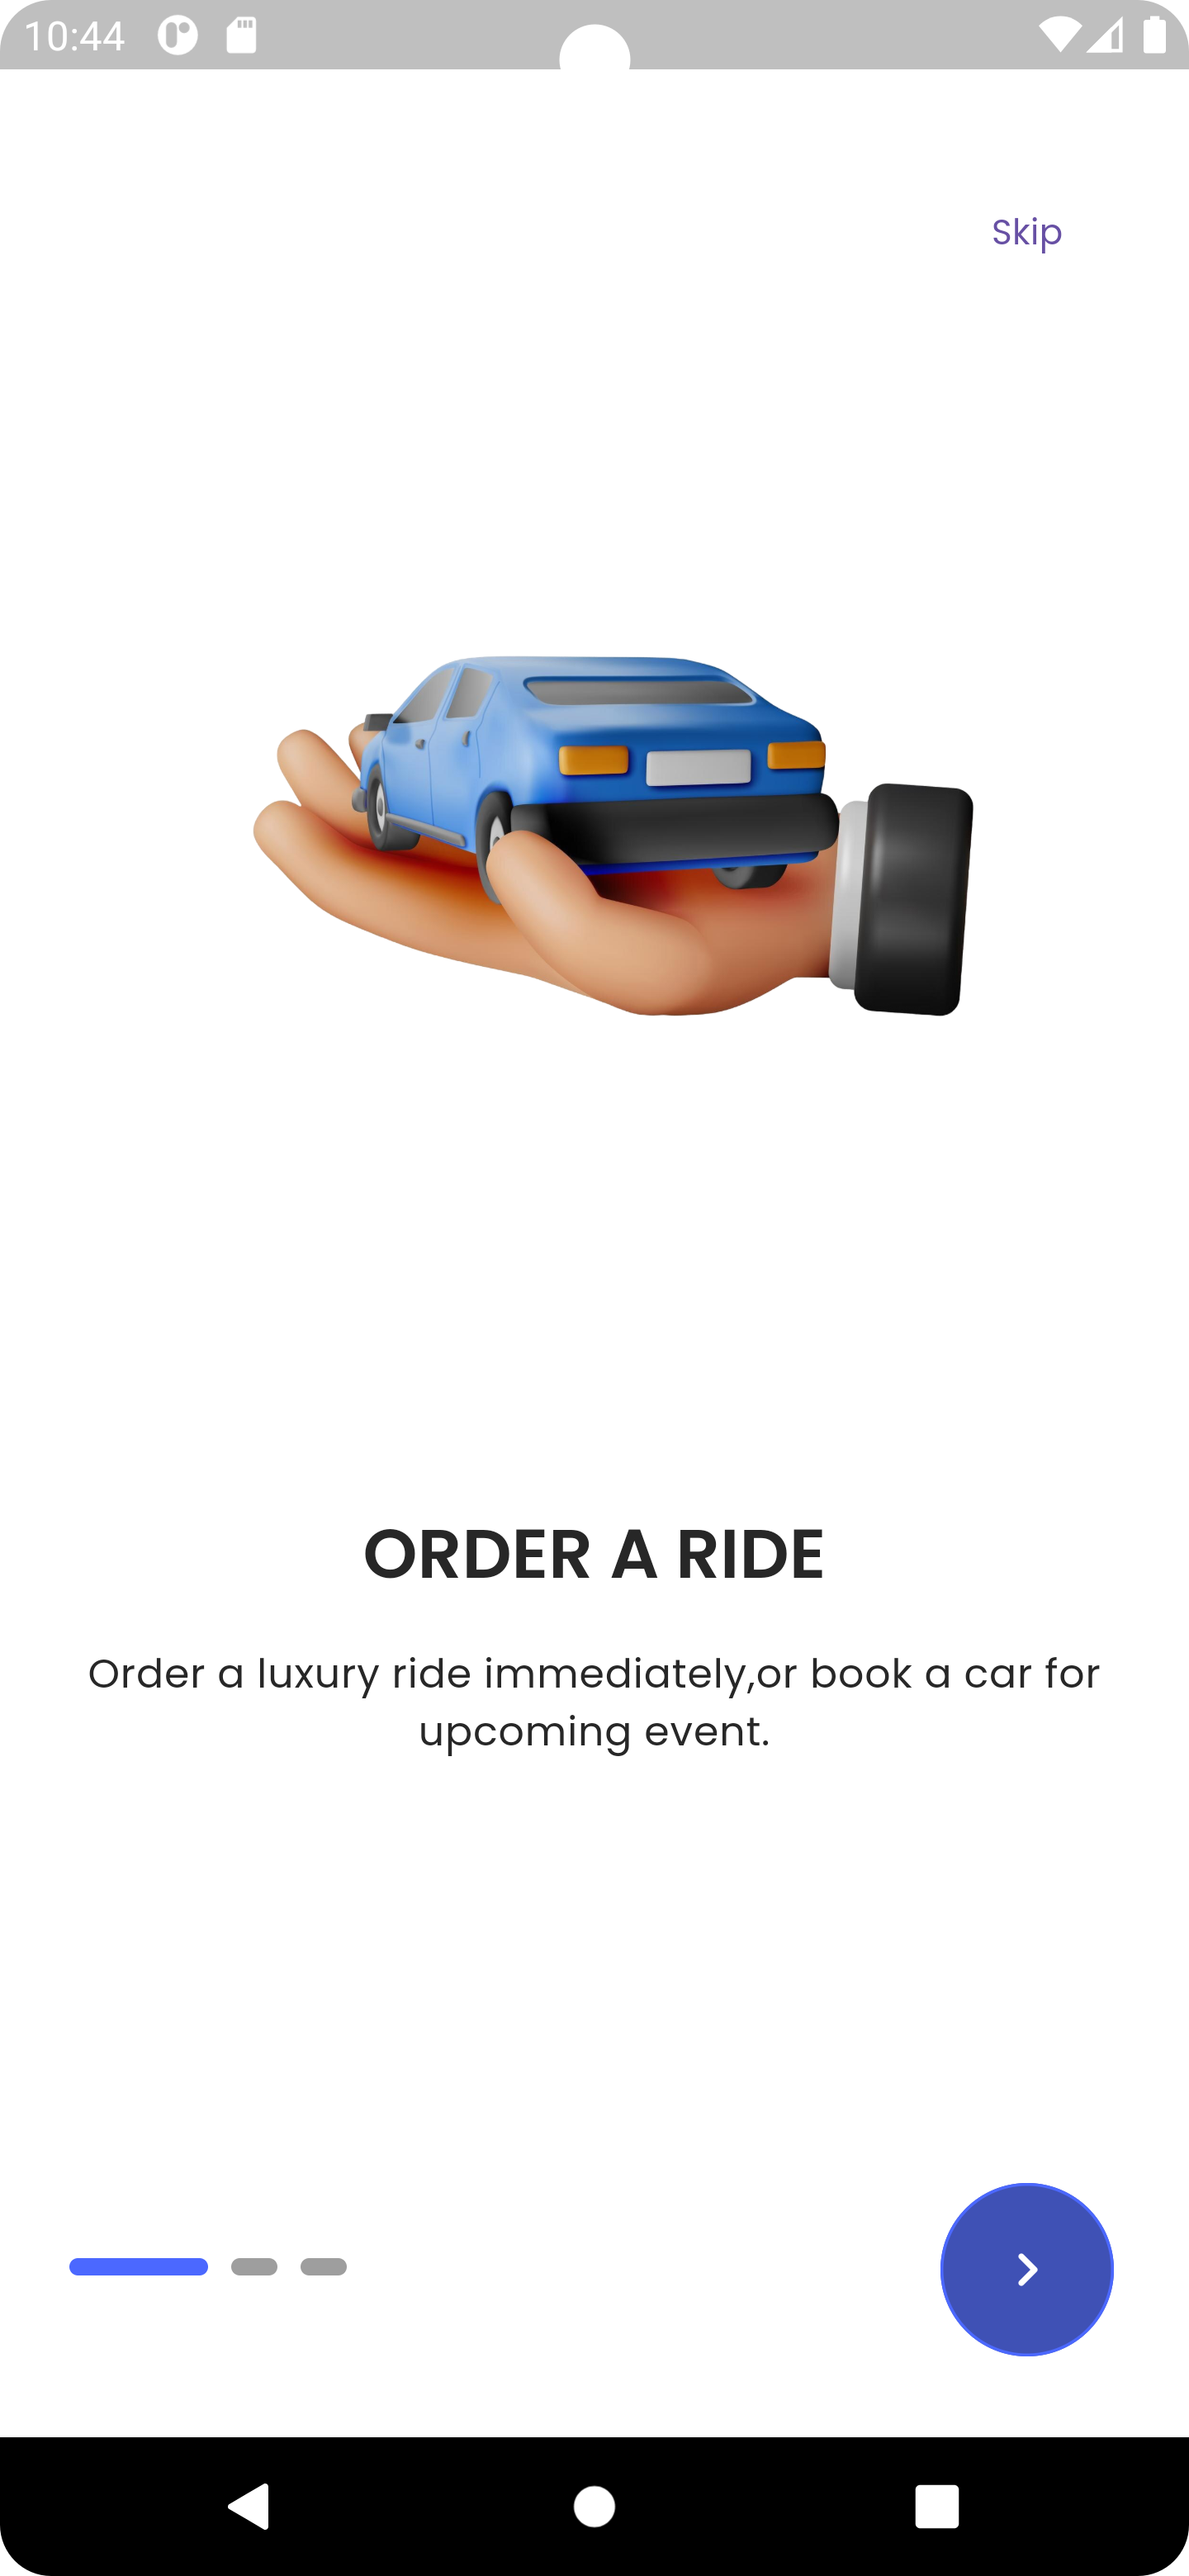 10:44
Skip
ORDER A RIDE
Order a luxury ride immediately,or book a car for
upcoming event.